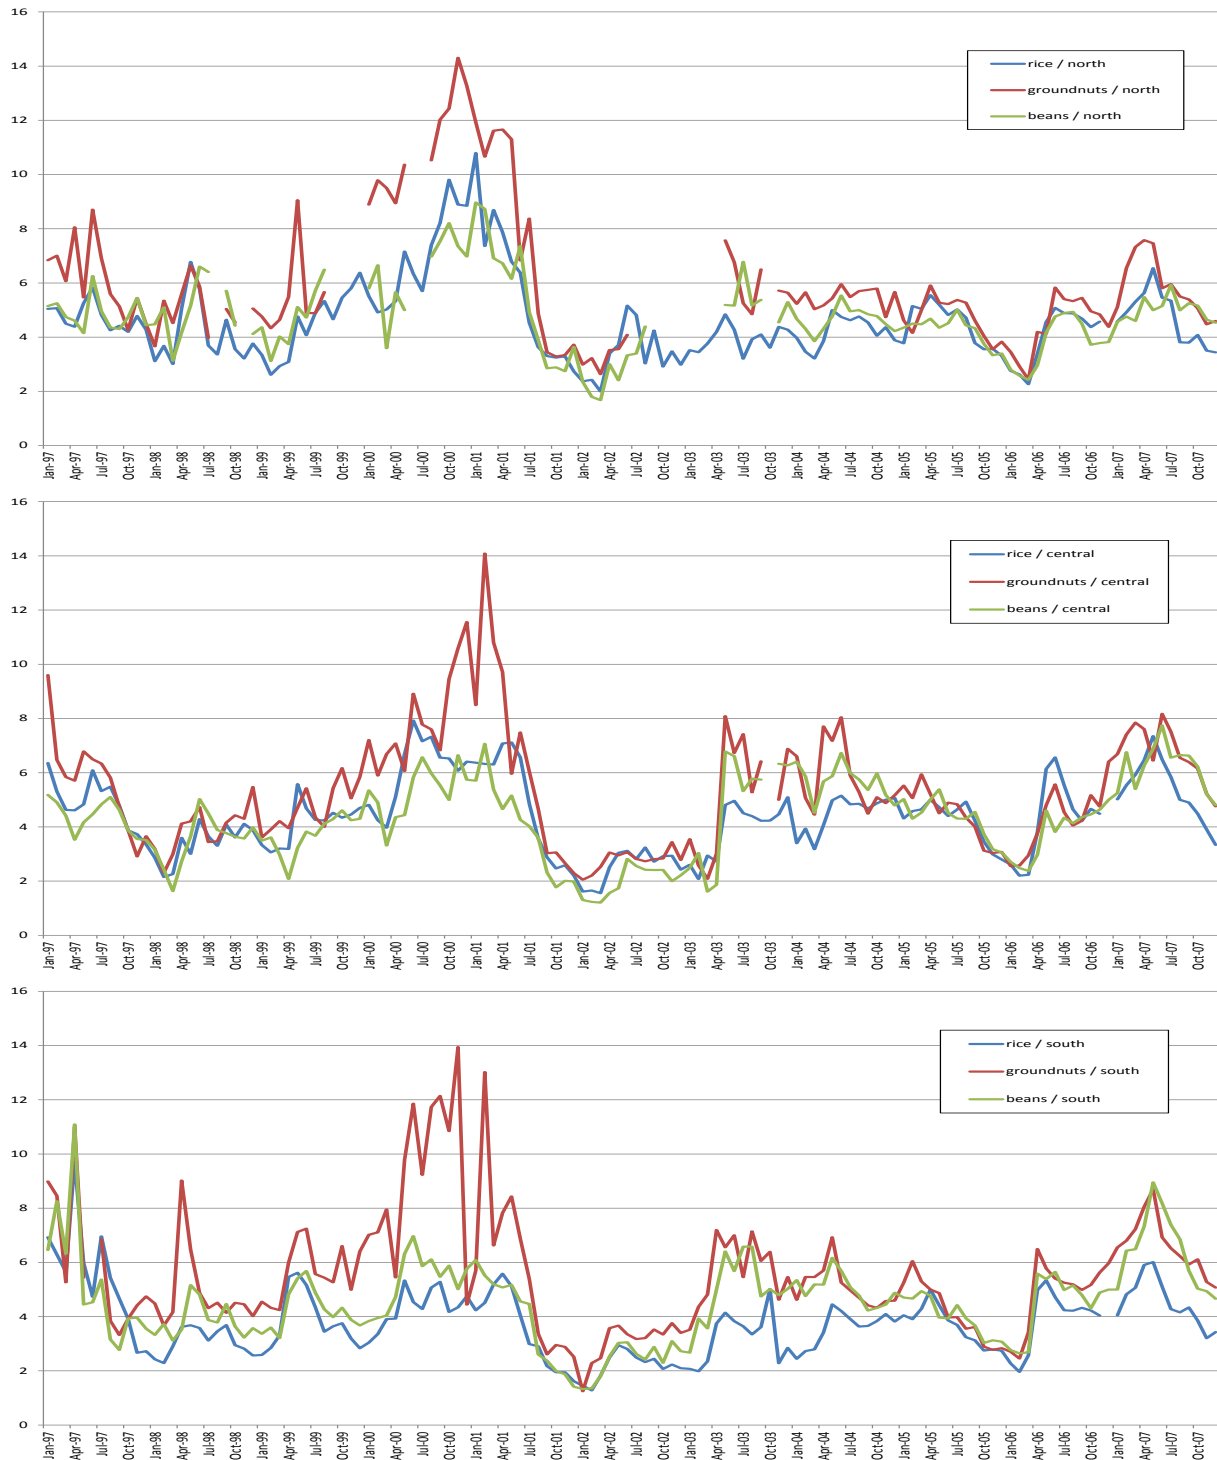 16
14
12
10
8
6
4
2
0
rice / north
groundnuts / north
beans / north
Jan-97 Apr-97 Jul-97 Oct-97 Jan-98 Apr-98 Jul-98 Oct-98 Jan-99 Apr-99 Jul-99 Oct-99 Jan-00 Apr-00 Jul-00 Oct-00 Jan-01 Apr-01 Jul-01 Oct-01 Jan-02 Apr-02 Jul-02 Oct-02 Jan-03 Apr-03 Jul-03 Oct-03 Jan-04 Apr-04 Jul-04 Oct-04 Jan-05 Apr-05 Jul-05 Oct-05 Jan-06 Apr-06 Jul-06 Oct-06 Jan-07 Apr-07 Jul-07 Oct-07
16
14
12
10
8
6
4
2
0
rice / central
groundnuts / central
beans / central
Jan-97 Apr-97 Jul-97 Oct-97 Jan-98 Apr-98 Jul-98 Oct-98 Jan-99 Apr-99 Jul-99 Oct-99 Jan-00 Apr-00 Jul-00 Oct-00 Jan-01 Apr-01 Jul-01 Oct-01 Jan-02 Apr-02 Jul-02 Oct-02 Jan-03 Apr-03 Jul-03 Oct-03 Jan-04 Apr-04 Jul-04 Oct-04 Jan-05 Apr-05 Jul-05 Oct-05 Jan-06 Apr-06 Jul-06 Oct-06 Jan-07 Apr-07 Jul-07 Oct-07
16
14
12
10
8
6
4
2
0
rice / south
groundnuts / south
beans / south
Jan-97 Apr-97 Jul-97 Oct-97 Jan-98 Apr-98 Jul-98 Oct-98 Jan-99 Apr-99 Jul-99 Oct-99 Jan-00 Apr-00 Jul-00 Oct-00 Jan-01 Apr-01 Jul-01 Oct-01 Jan-02 Apr-02 Jul-02 Oct-02 Jan-03 Apr-03 Jul-03 Oct-03 Jan-04 Apr-04 Jul-04 Oct-04 Jan-05 Apr-05 Jul-05 Oct-05 Jan-06 Apr-06 Jul-06 Oct-06 Jan-07 Apr-07 Jul-07 Oct-07